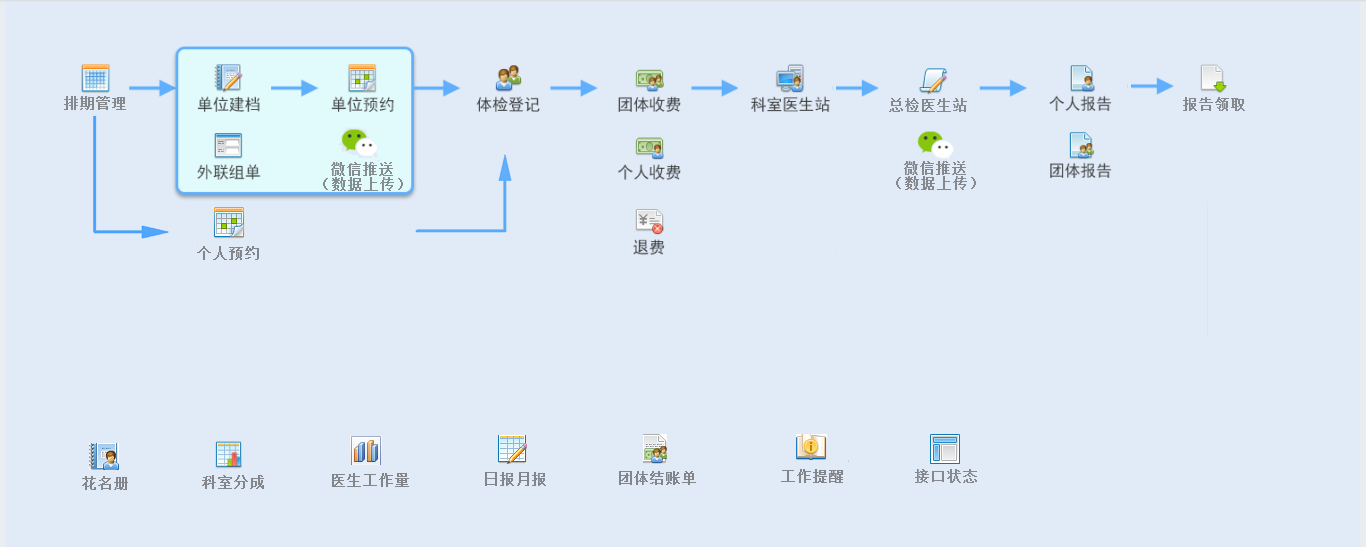 排期管理
单位建档
单位预约
体检登记
团体收费
科室医生站
总检医生站
个人报告
报告领取
外联组单
微信推送
（数据上传）
个人收费
微信推送
（数据上传）
团体报告
个人预约
退费
花名册
科室分成
医生工作量
日报月报
团体结账单
工作提醒
接口状态